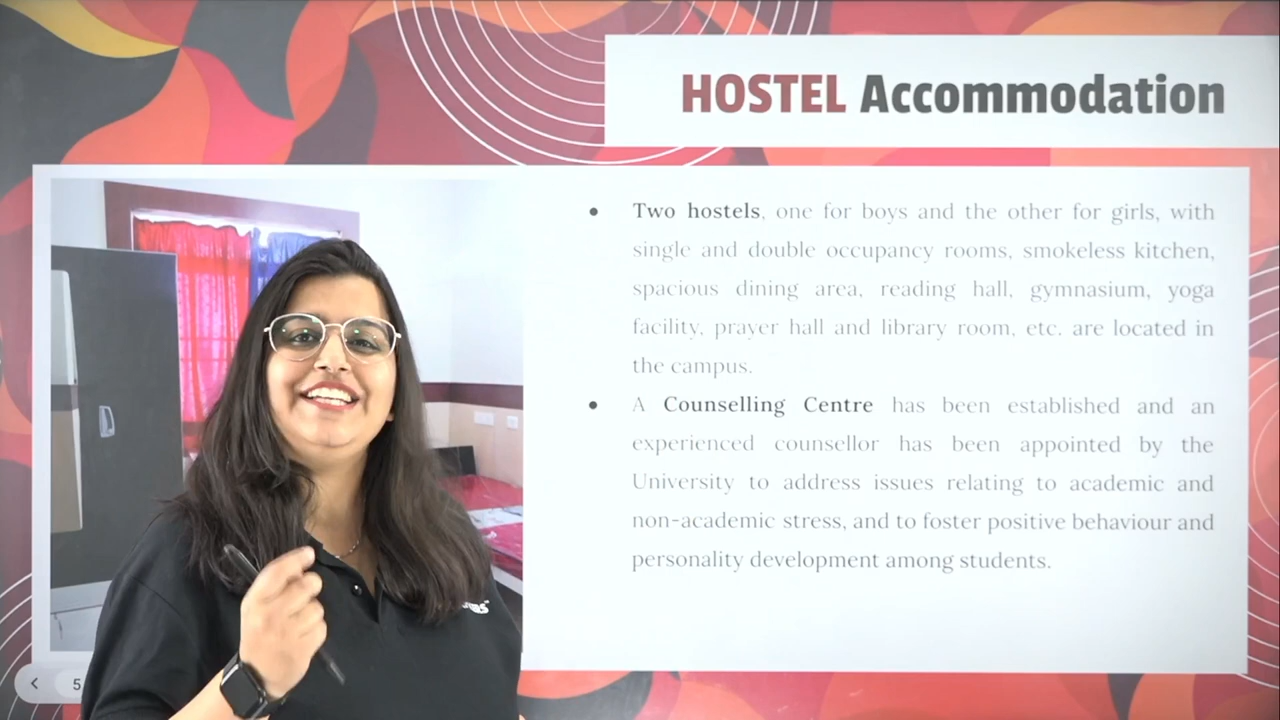 HOSTEL Accommodation
Two hostels, one for boys and the other for girls, with
single and double occupancy rooms, smokeless kitchen,
spacious dining area, reading hall, gymnasium, yoga
facility, prayer hall and library room, etc. are located in
the campus.
A Counselling Centre has been established and an
experienced counsellor has been appointed by the
University to address issues relating to academic and
non-academic stress, and to foster positive behaviour and
personality development among students.
5